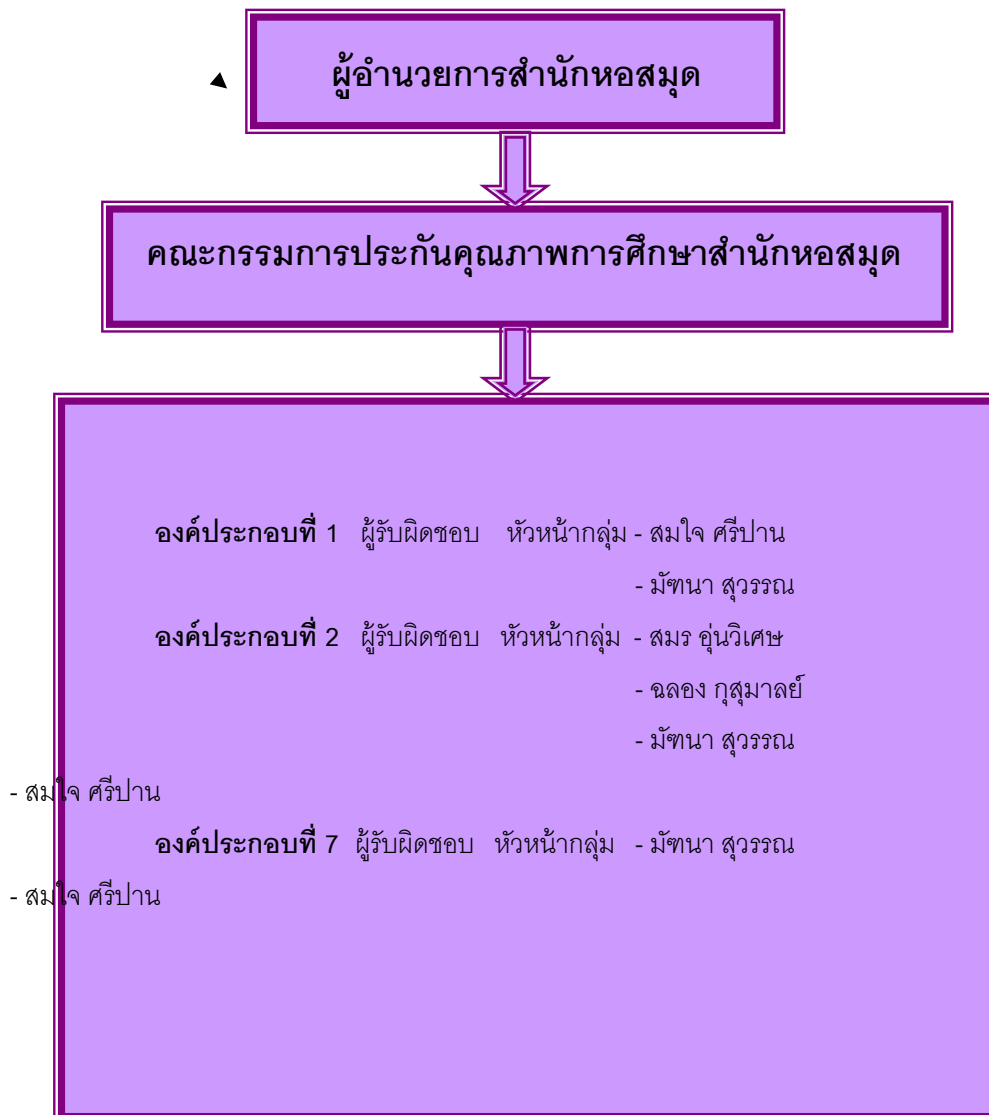 ผู้อำนวยการสำนักหอสมุด
คณะกรรมการประกันคุณภาพการศึกษาสำนักหอสมุด
องค์ประกอบที่ 1 ผู้รับผิดชอบ หัวหน้ากลุ่ม - สมใจ ศรีปาน
- มัฑนา สุวรรณ
องค์ประกอบที่ 2 ผู้รับผิดชอบ หัวหน้ากลุ่ม - สมร อุ่นวิเศษ
- ฉลอง กุสุมาลย์
- มัฑนา สุวรรณ
- สมใจ ศรีปาน
องค์ประกอบที่ 7 ผู้รับผิดชอบ หัวหน้ากลุ่ม - มัฑนา สุวรรณ
- สมใจ ศรีปาน